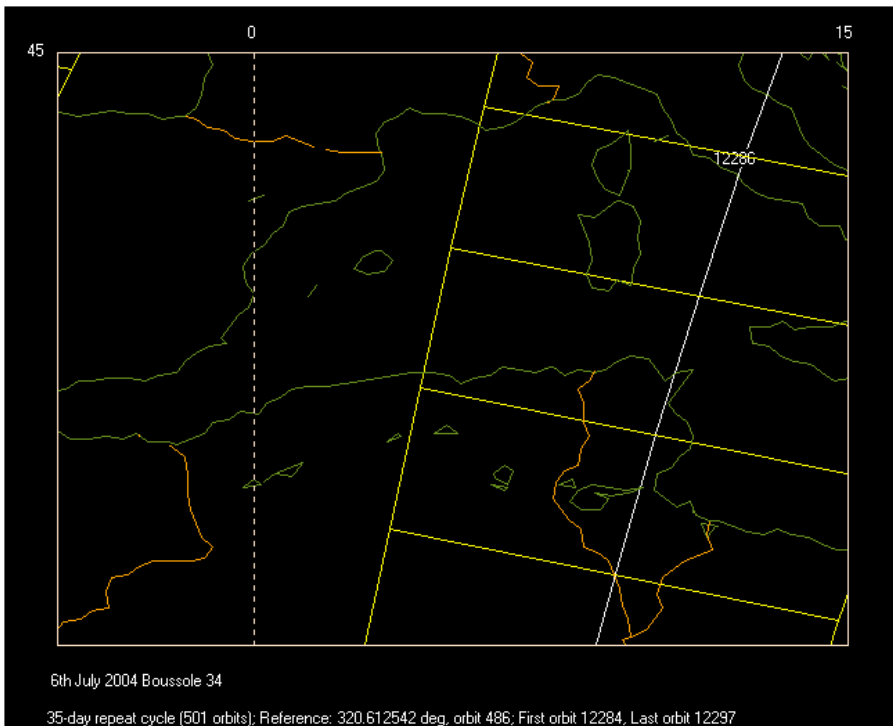 0 15
45
12286
6th July 2004 Boussole 34
35-day repeat cycle (501 orbits); Reference: 320.612542 deg, orbit 486; First orbit 12284, Last orbit 12297